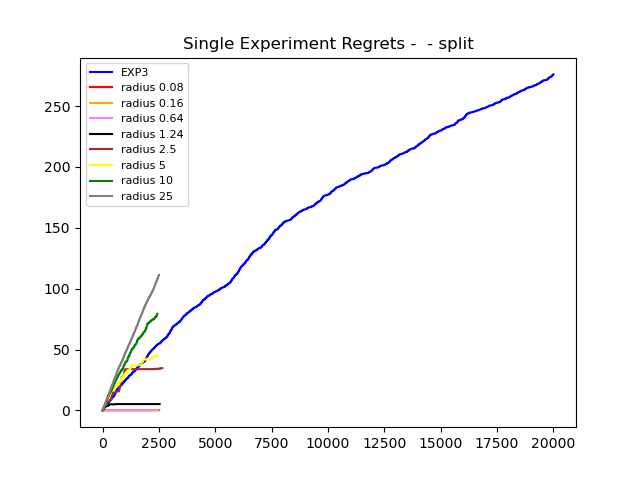 Single Experiment Regrets -  - split
EXP3
radius 0.08
radius 0.16
radius 0.64
radius 1.24
radius 2.5
radius 5
radius 10
radius 25
250
200
150
100
50
0
0 2500 5000 7500 10000 12500 15000 17500 20000